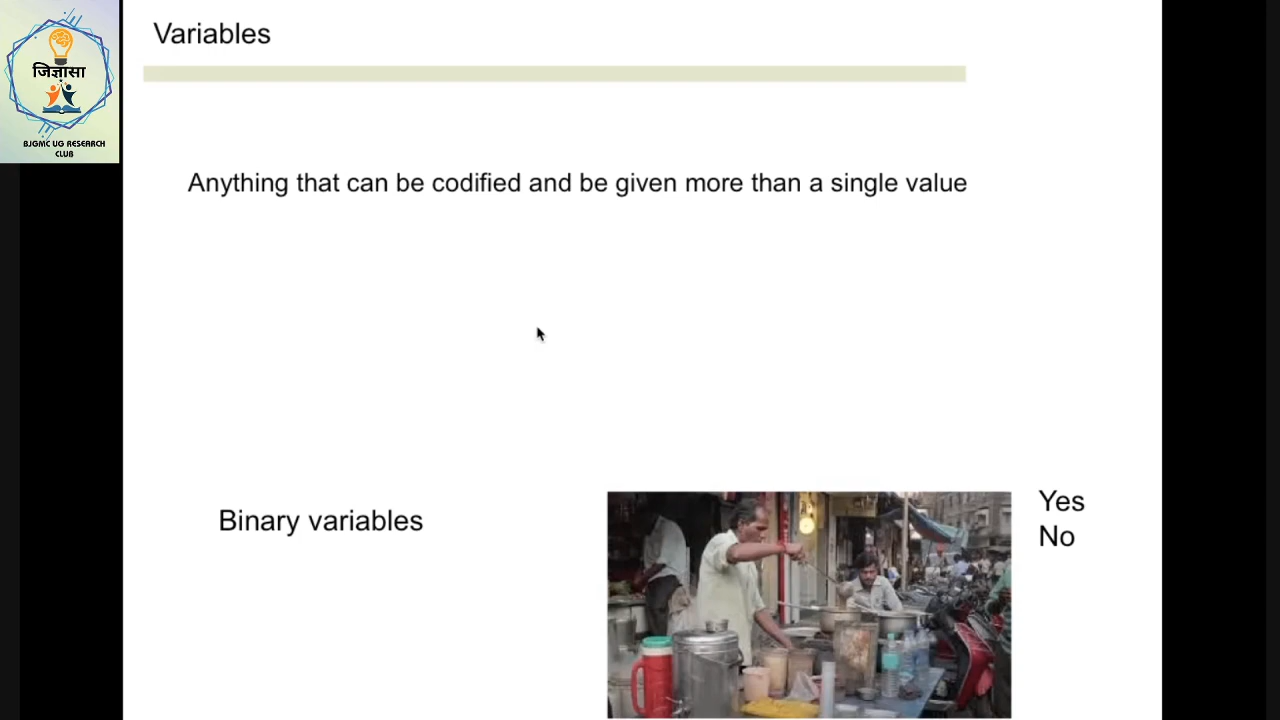 Variables
जिज्ञासा
BJGMC UG RESEARCH
CLUB
Anything that can be codified and be given more than a single value
Binary variables
Yes
No